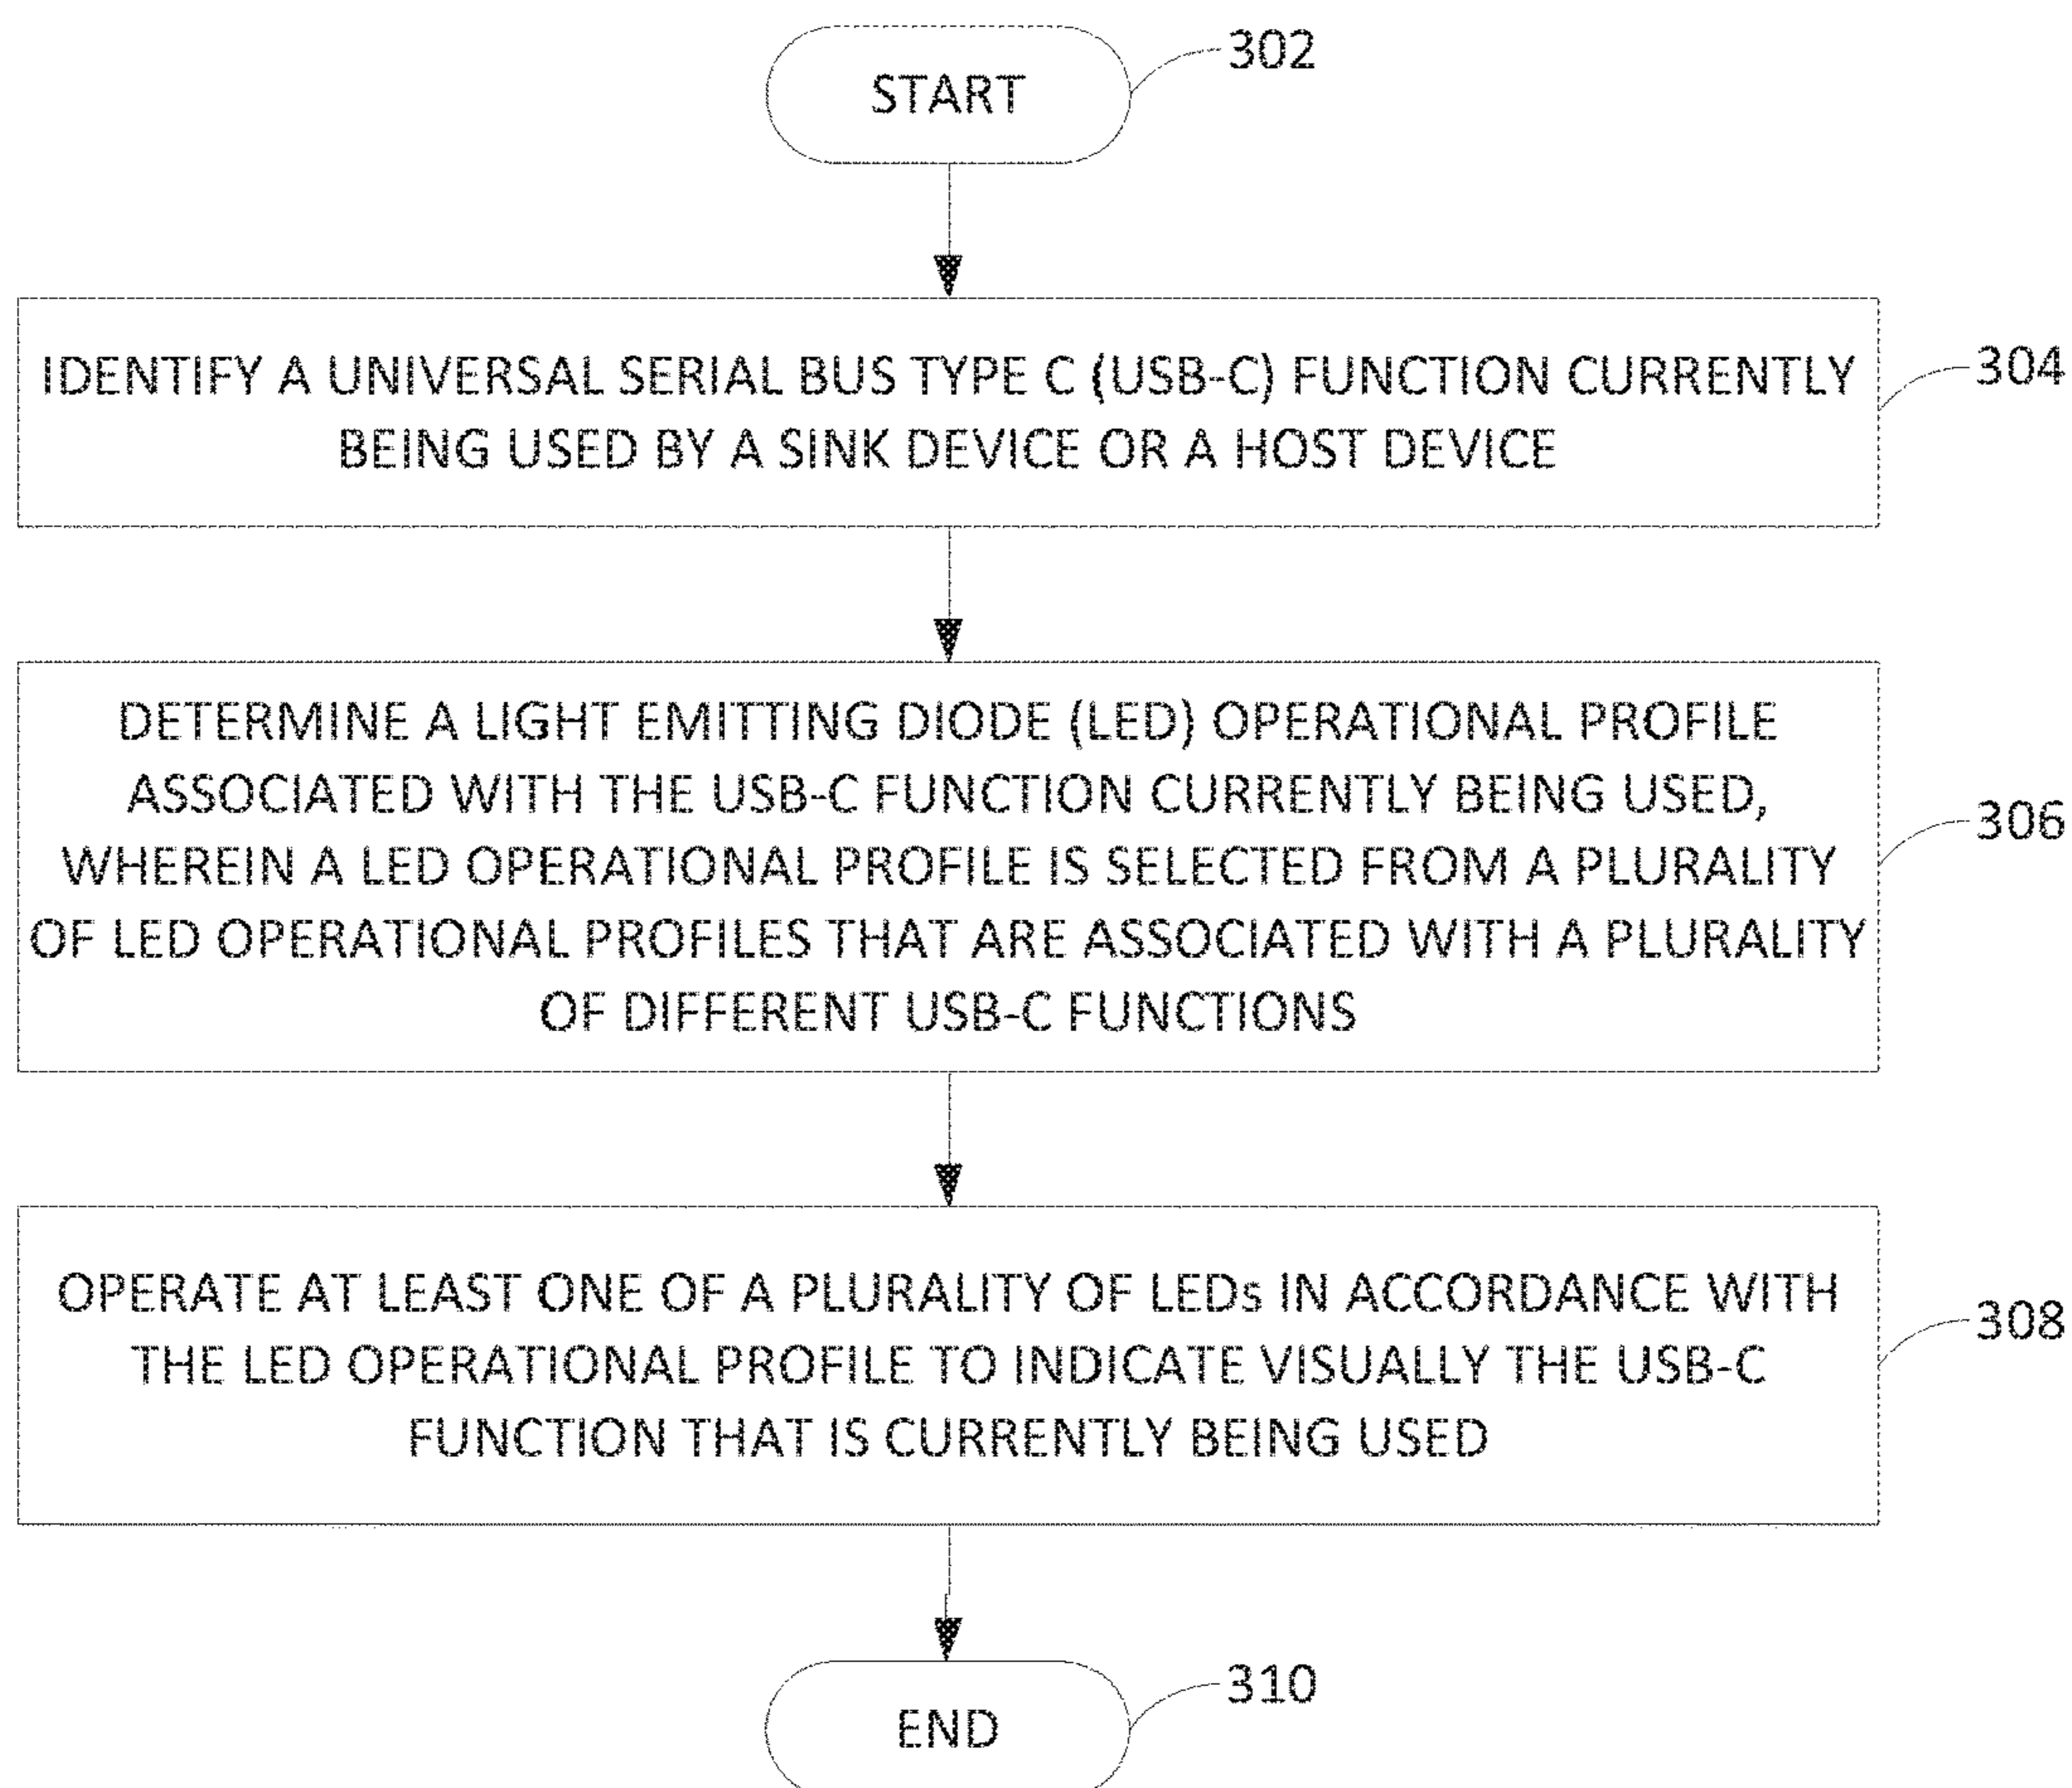 START
302
IDENTIFY A UNIVERSAL SERIAL BUS TYPE C (USB-C) FUNCTION CURRENTLY
BEING USED BY A SINK DEVICE OR A HOST DEVICE
304
DETERMINE A LIGHT EMITTING DIODE (LED) OPERATIONAL PROFILE
ASSOCIATED WITH THE USB-C FUNCTION CURRENTLY BEING USED,
WHEREIN A LED OPERATIONAL PROFILE IS SELECTED FROM A PLURALITY
OF LED OPERATIONAL PROFILES THAT ARE ASSOCIATED WITH A PLURALITY
OF DIFFERENT USB-C FUNCTIONS
306
OPERATE AT LEAST ONE OF A PLURALITY OF LEDs IN ACCORDANCE WITH
THE LED OPERATIONAL PROFILE TO INDICATE VISUALLY THE USB-C
FUNCTION THAT IS CURRENTLY BEING USED
308
END
310